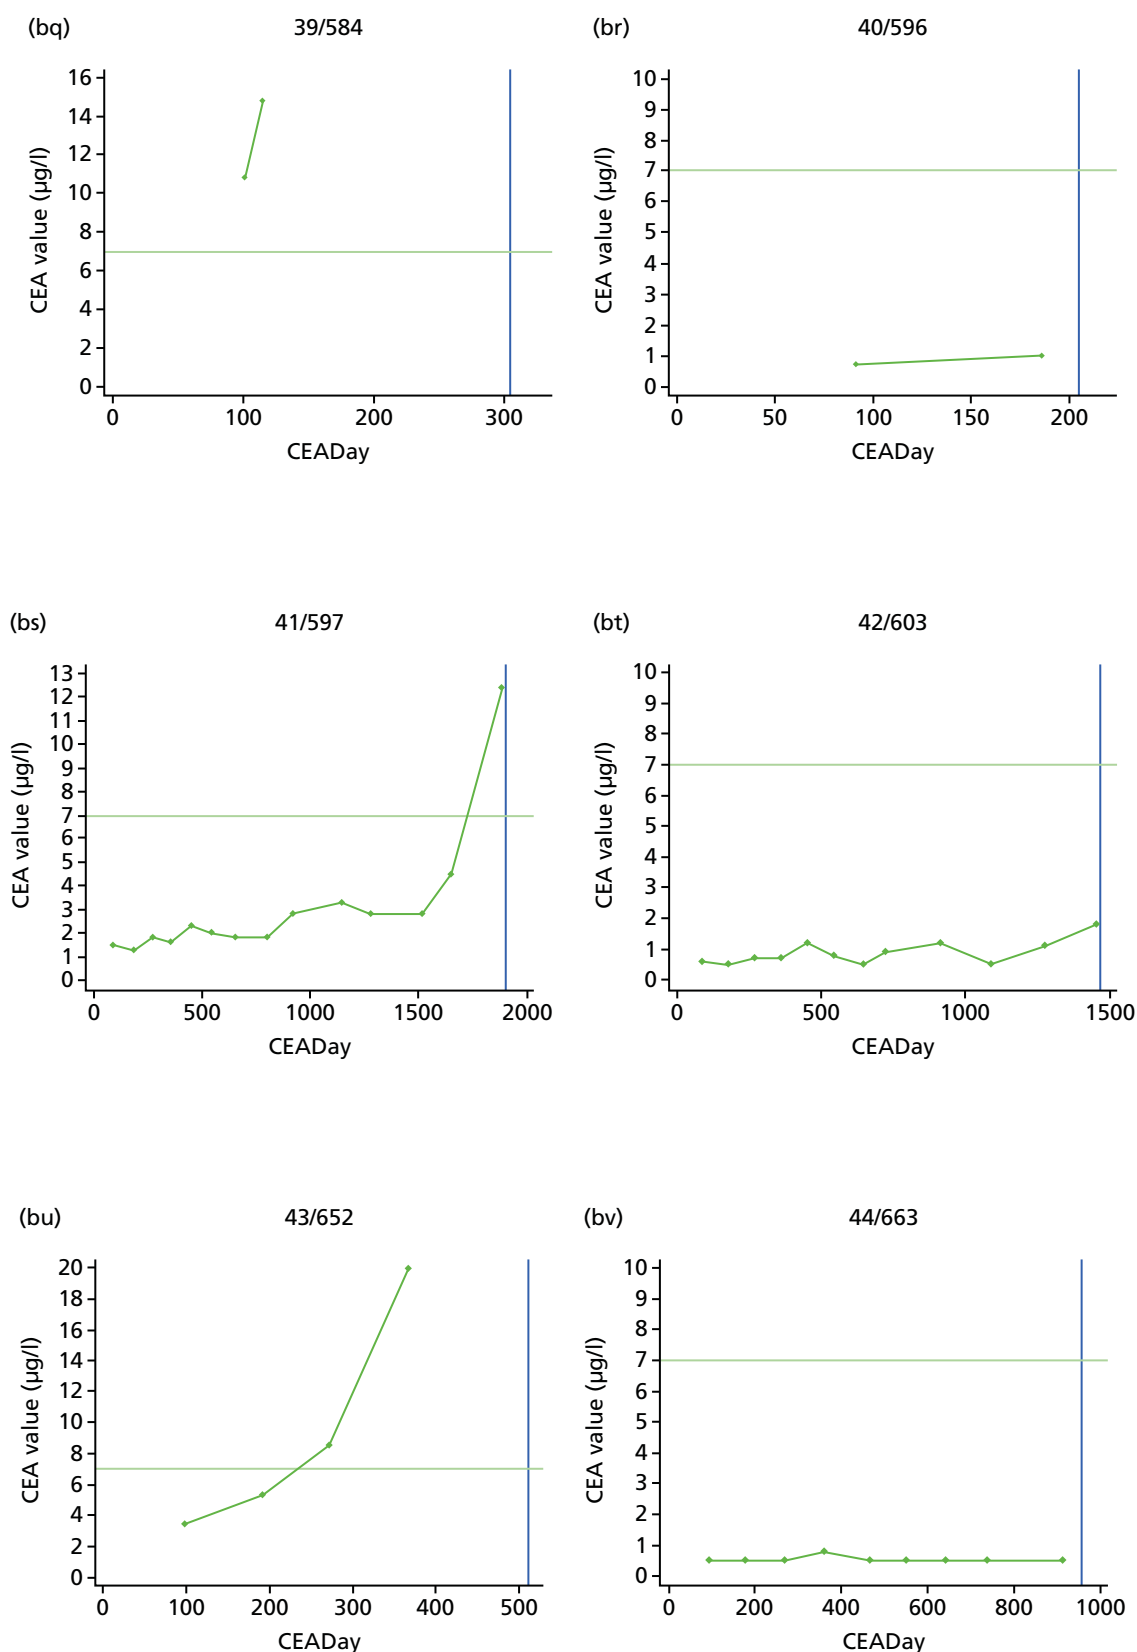 (bq) 39/584
16
14
12
10
8
6
4
2
0
CEA value (µg/l)
0 100 200 300
CEADay
(br) 40/596
10
9
8
7
6
5
4
3
2
1
0
CEA value (µg/l)
0 50 100 150 200
CEADay
(bs) 41/597
13
12
11
10
9
8
7
6
5
4
3
2
1
0
CEA value (µg/l)
0 500 1000 1500 2000
CEADay
(bt) 42/603
10
9
8
7
6
5
4
3
2
1
0
CEA value (µg/l)
0 500 1000 1500
CEADay
(bu) 43/652
20
18
16
14
12
10
8
6
4
2
0
CEA value (µg/l)
0 100 200 300 400 500
CEADay
(bv) 44/663
10
9
8
7
6
5
4
3
2
1
0
CEA value (µg/l)
0 200 400 600 800 1000
CEADay